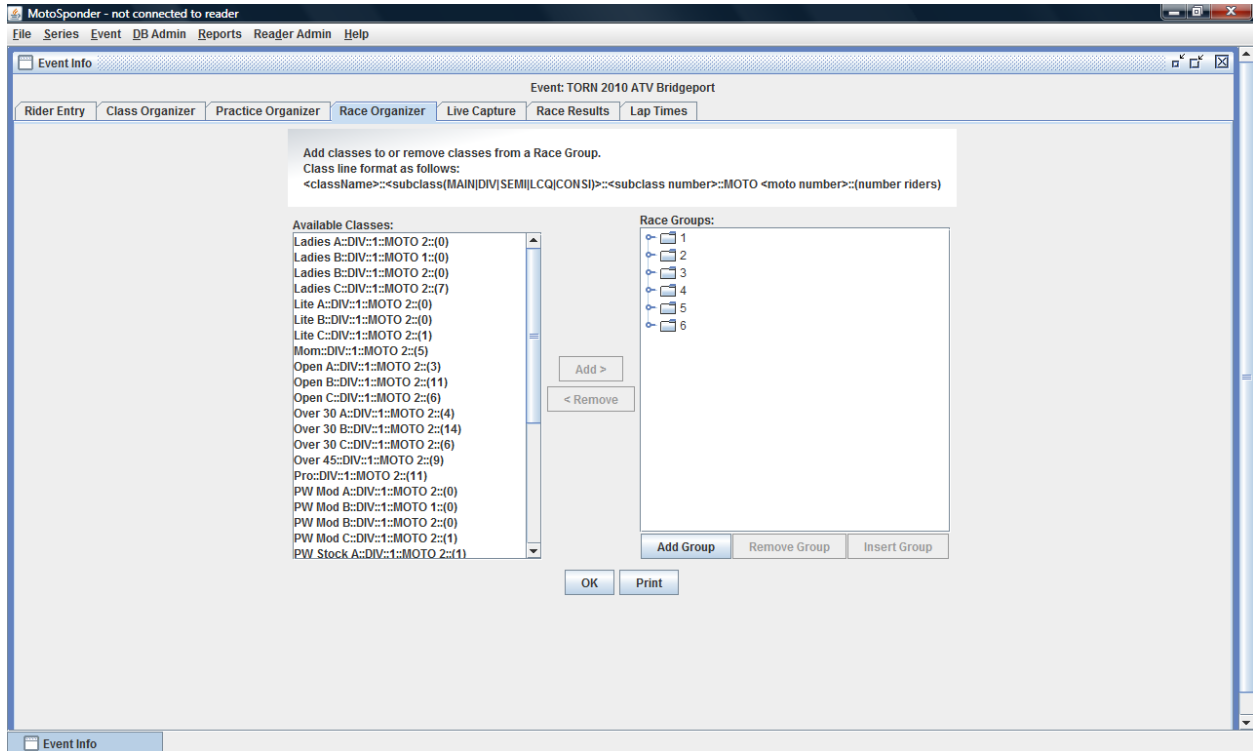 MotoSponder - not connected to reader
File Series Event DB Admin Reports Reader Admin Help
Event Info
Event: TORN 2010 ATV Bridgeport
Rider Entry Class Organizer Practice Organizer Race Organizer Live Capture Race Results Lap Times
Add classes to or remove classes from a Race Group.
Class line format as follows:
<className>::<subclass(MAIN|DIV|SEMI|LCQ|CONSI)>::<subclass number>::MOTO <moto number>::(number riders)
Available Classes:
Ladies A::DIV::1::MOTO 2::(0)
Ladies B::DIV::1::MOTO 1::(0)
Ladies B::DIV::1::MOTO 2::(0)
Ladies C::DIV::1::MOTO 2::(7)
Lite A::DIV::1::MOTO 2::(0)
Lite B::DIV::1::MOTO 2::(0)
Lite C::DIV::1::MOTO 2::(1)
Mom::DIV::1::MOTO 2::(5)
Open A::DIV::1::MOTO 2::(3)
Open B::DIV::1::MOTO 2::(11)
Open C::DIV::1::MOTO 2::(6)
Over 30 A::DIV::1::MOTO 2::(4)
Over 30 B::DIV::1::MOTO 2::(14)
Over 30 C::DIV::1::MOTO 2::(6)
Over 45::DIV::1::MOTO 2::(9)
Pro::DIV::1::MOTO 2::(11)
PW Mod A::DIV::1::MOTO 2::(0)
PW Mod B::DIV::1::MOTO 1::(0)
PW Mod B::DIV::1::MOTO 2::(0)
PW Mod C::DIV::1::MOTO 2::(1)
PW Stock A::DIV::1::MOTO 2::(1)
Add >
< Remove
Race Groups:
1
2
3
4
5
6
Add Group Remove Group Insert Group
OK Print
Event Info